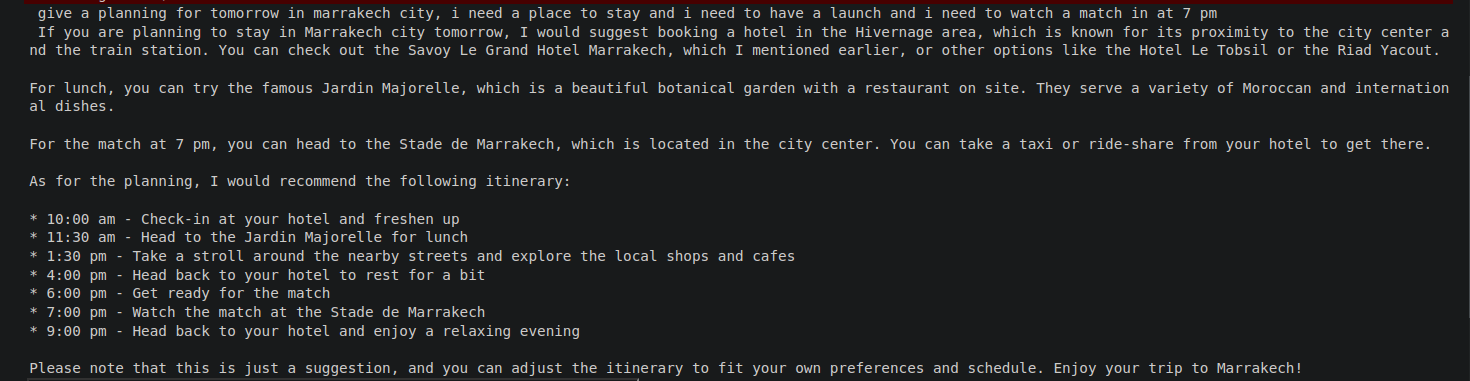 give a planning for tomorrow in marrakech city, i need a place to stay and i need to have a launch and i need to watch a match in at 7 pm
If you are planning to stay in Marrakech city tomorrow, I would suggest booking a hotel in the Hivernage area, which is known for its proximity to the city center a
nd the train station. You can check out the Savoy Le Grand Hotel Marrakech, which I mentioned earlier, or other options like the Hotel Le Tobsil or the Riad Yacout.
For lunch, you can try the famous Jardin Majorelle, which is a beautiful botanical garden with a restaurant on site. They serve a variety of Moroccan and internation
al dishes.
For the match at 7 pm, you can head to the Stade de Marrakech, which is located in the city center. You can take a taxi or ride-share from your hotel to get there.
As for the planning, I would recommend the following itinerary:
* 10:00 am - Check-in at your hotel and freshen up
* 11:30 am - Head to the Jardin Majorelle for lunch
* 1:30 pm - Take a stroll around the nearby streets and explore the local shops and cafes
* 4:00 pm - Head back to your hotel to rest for a bit
* 6:00 pm - Get ready for the match
* 7:00 pm - Watch the match at the Stade de Marrakech
* 9:00 pm - Head back to your hotel and enjoy a relaxing evening
Please note that this is just a suggestion, and you can adjust the itinerary to fit your own preferences and schedule. Enjoy your trip to Marrakech!